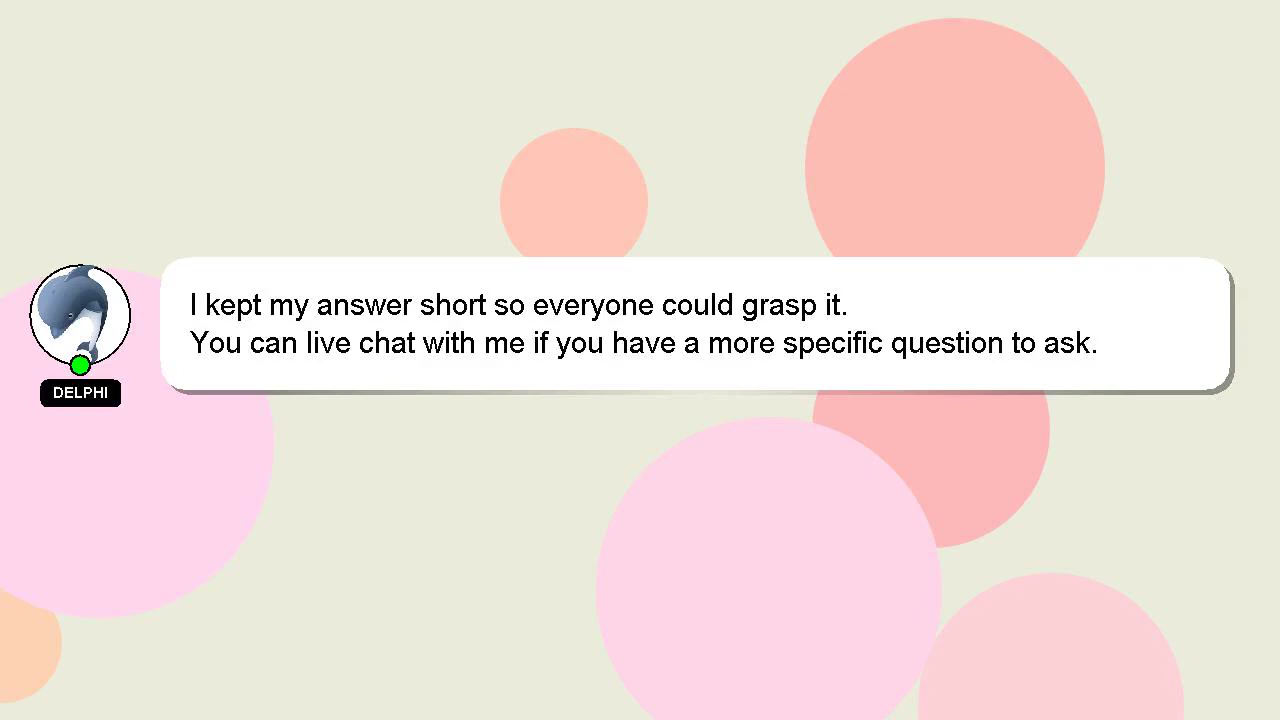 I kept my answer short so everyone could grasp it.
You can live chat with me if you have a more specific question to ask.
DELPHI